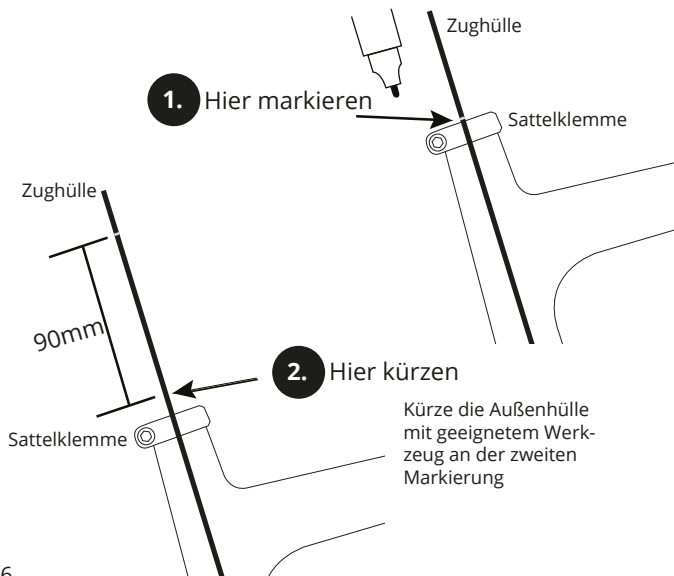 Zughülle
1. Hier markieren
Sattelklemme
Zughülle
90mm
2. Hier kürzen
Sattelklemme
Kürze die Außenhülle
mit geeignetem Werk-
zeug an der zweiten
Markierung
6